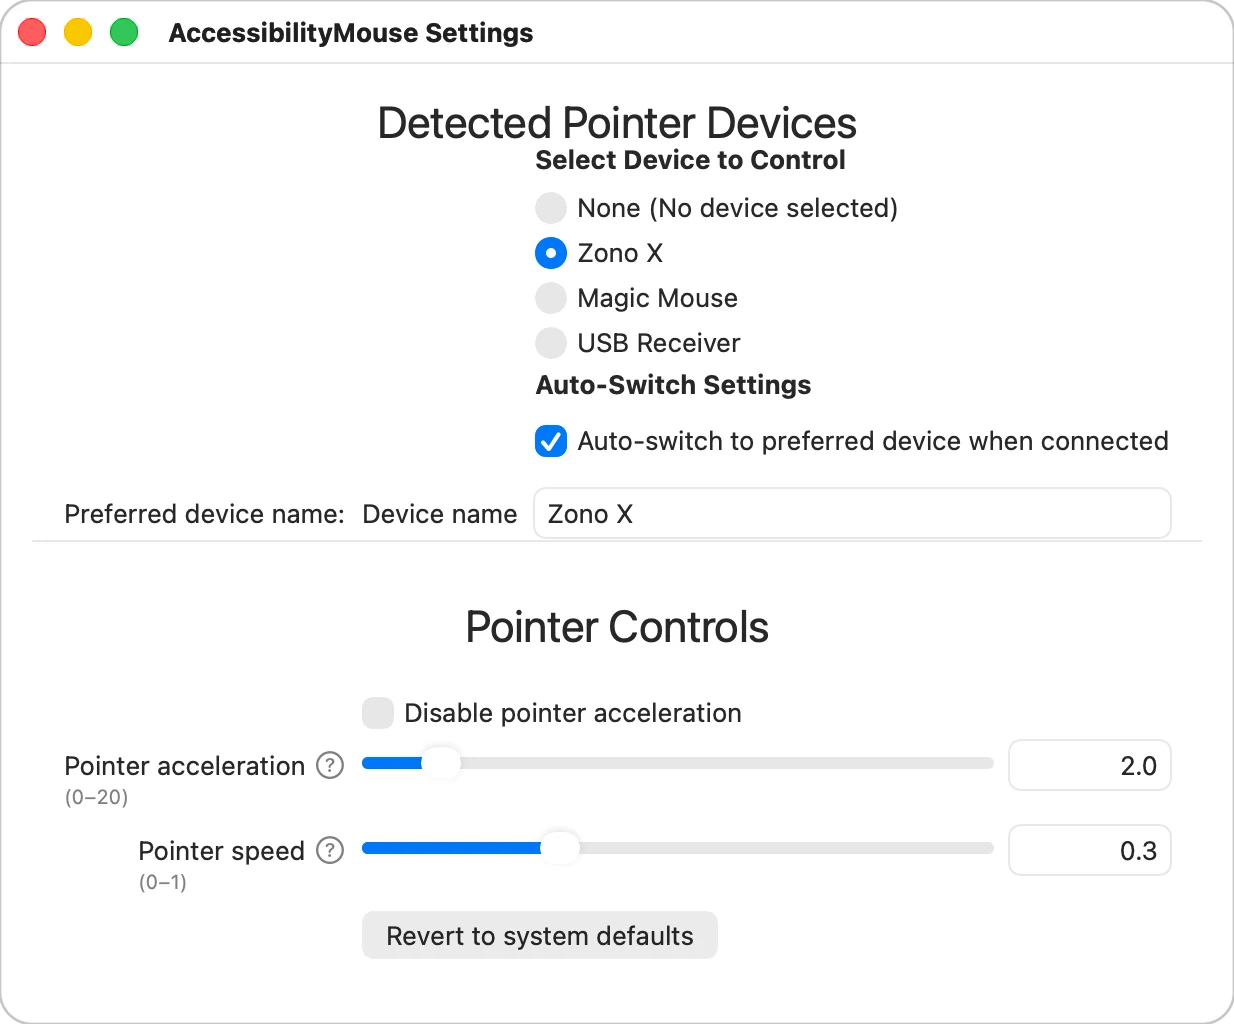 AccessibilityMouse Settings
Detected Pointer Devices
Select Device to Control
None (No device selected)
Zono X
Magic Mouse
USB Receiver
Auto-Switch Settings
Auto-switch to preferred device when connected
Preferred device name: Device name Zono X
Pointer Controls
Disable pointer acceleration
Pointer acceleration ? 2.0
(0–20)
Pointer speed ? 0.3
(0–1)
Revert to system defaults